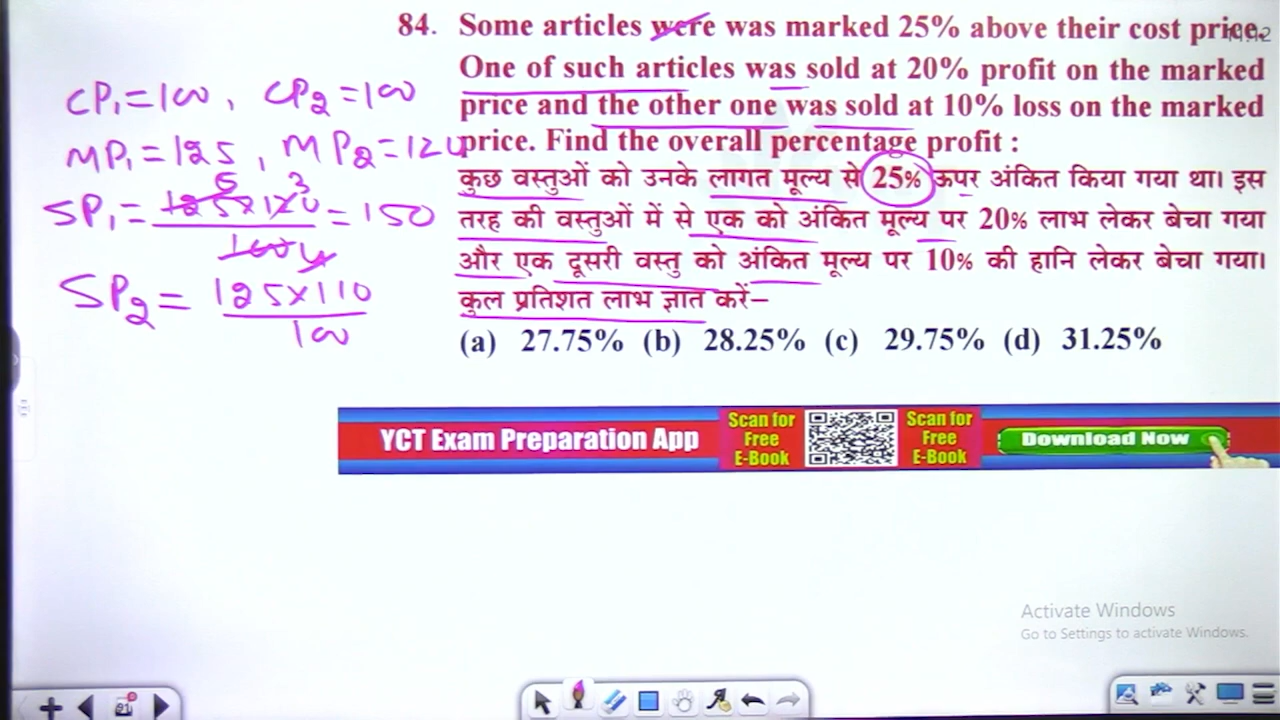 84. Some articles were was marked 25% above their cost price.
One of such articles was sold at 20% profit on the marked
price and the other one was sold at 10% loss on the marked
price. Find the overall percentage profit :
कुछ वस्तुओं को उनके लागत मूल्य से 25% ऊपर अंकित किया गया था। इस
तरह की वस्तुओं में से एक को अंकित मूल्य पर 20% लाभ लेकर बेचा गया
और एक दूसरी वस्तु को अंकित मूल्य पर 10% की हानि लेकर बेचा गया।
कुल प्रतिशत लाभ ज्ञात करें–
(a) 27.75% (b) 28.25% (c) 29.75% (d) 31.25%
CP₁=100, CP₂=100
MP₁=125, MP₂=125
SP₁= 125×120 = 150
100
SP₂= 125×110
100
YCT Exam Preparation App
Scan for
Free
E-Book
Scan for
Free
E-Book
Download Now
Activate Windows
Go to Settings to activate Windows.
91